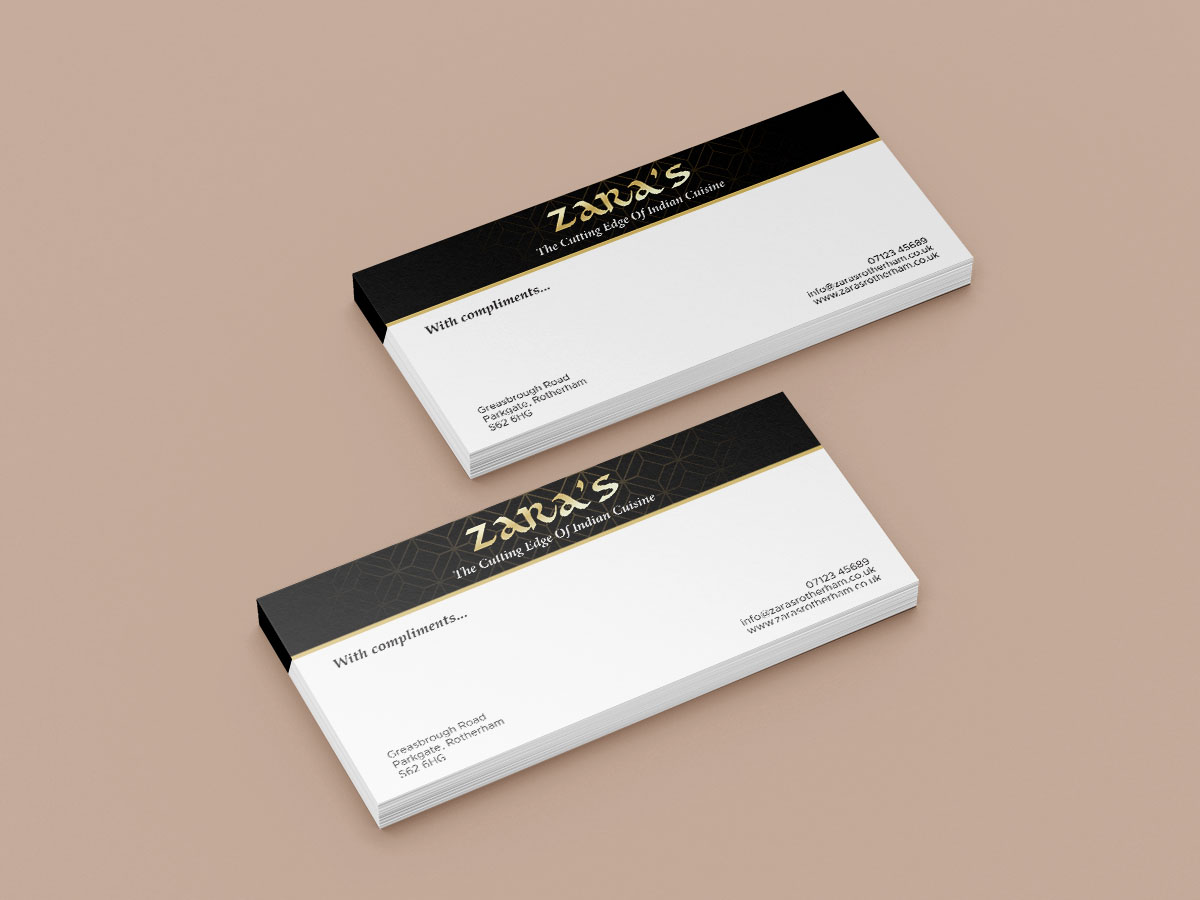 ZARA'S
The Cutting Edge Of Indian Cuisine
With compliments...
07123 45689
info@zarasrotherham.co.uk
www.zarasrotherham.co.uk
Greasbrough Road
Parkgate, Rotherham
S62 6HG
ZARA'S
The Cutting Edge Of Indian Cuisine
With compliments...
07123 45689
info@zarasrotherham.co.uk
www.zarasrotherham.co.uk
Greasbrough Road
Parkgate, Rotherham
S62 6HG